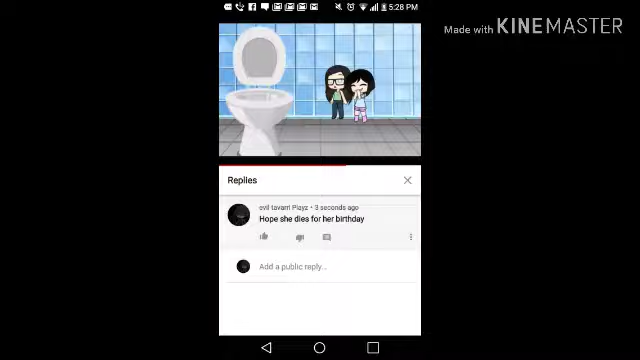 5:28 PM
Made with KINEMASTER
Replies
evil tavarri Playz • 3 seconds ago
Hope she dies for her birthday
Add a public reply...